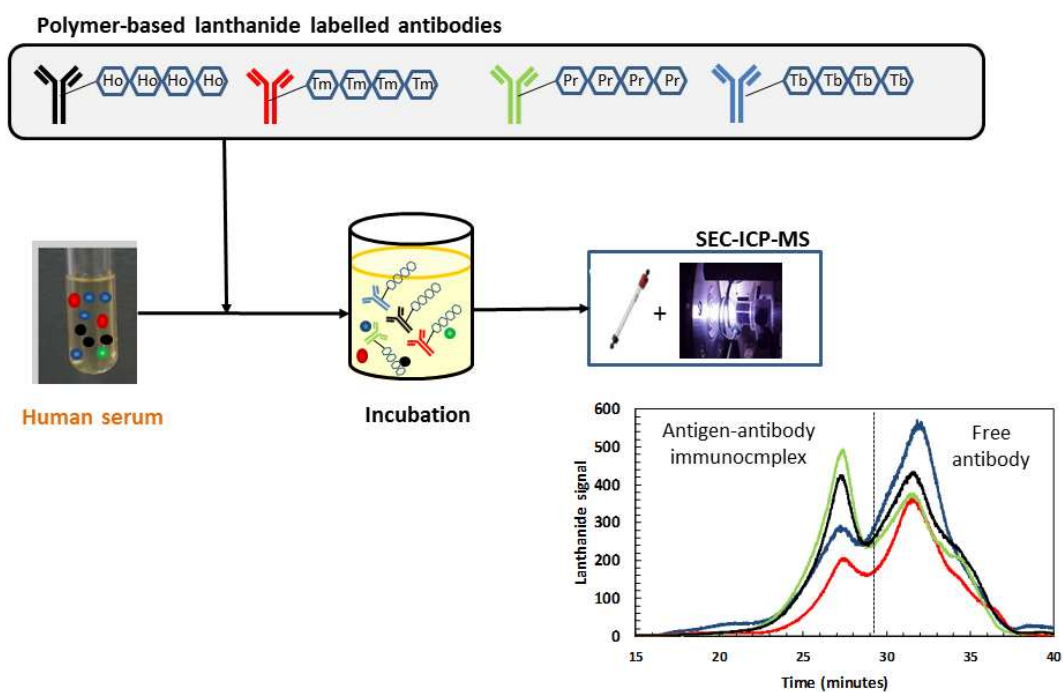 Polymer-based lanthanide labelled antibodies
Ho Ho Ho Ho
Tm Tm Tm Tm
Pr Pr Pr Pr
Tb Tb Tb Tb
SEC-ICP-MS
+
Human serum
Incubation
600
500
400
300
200
100
0
Lanthanide signal
Antigen-antibody
immunocmplex
Free
antibody
15 20 25 30 35 40
Time (minutes)